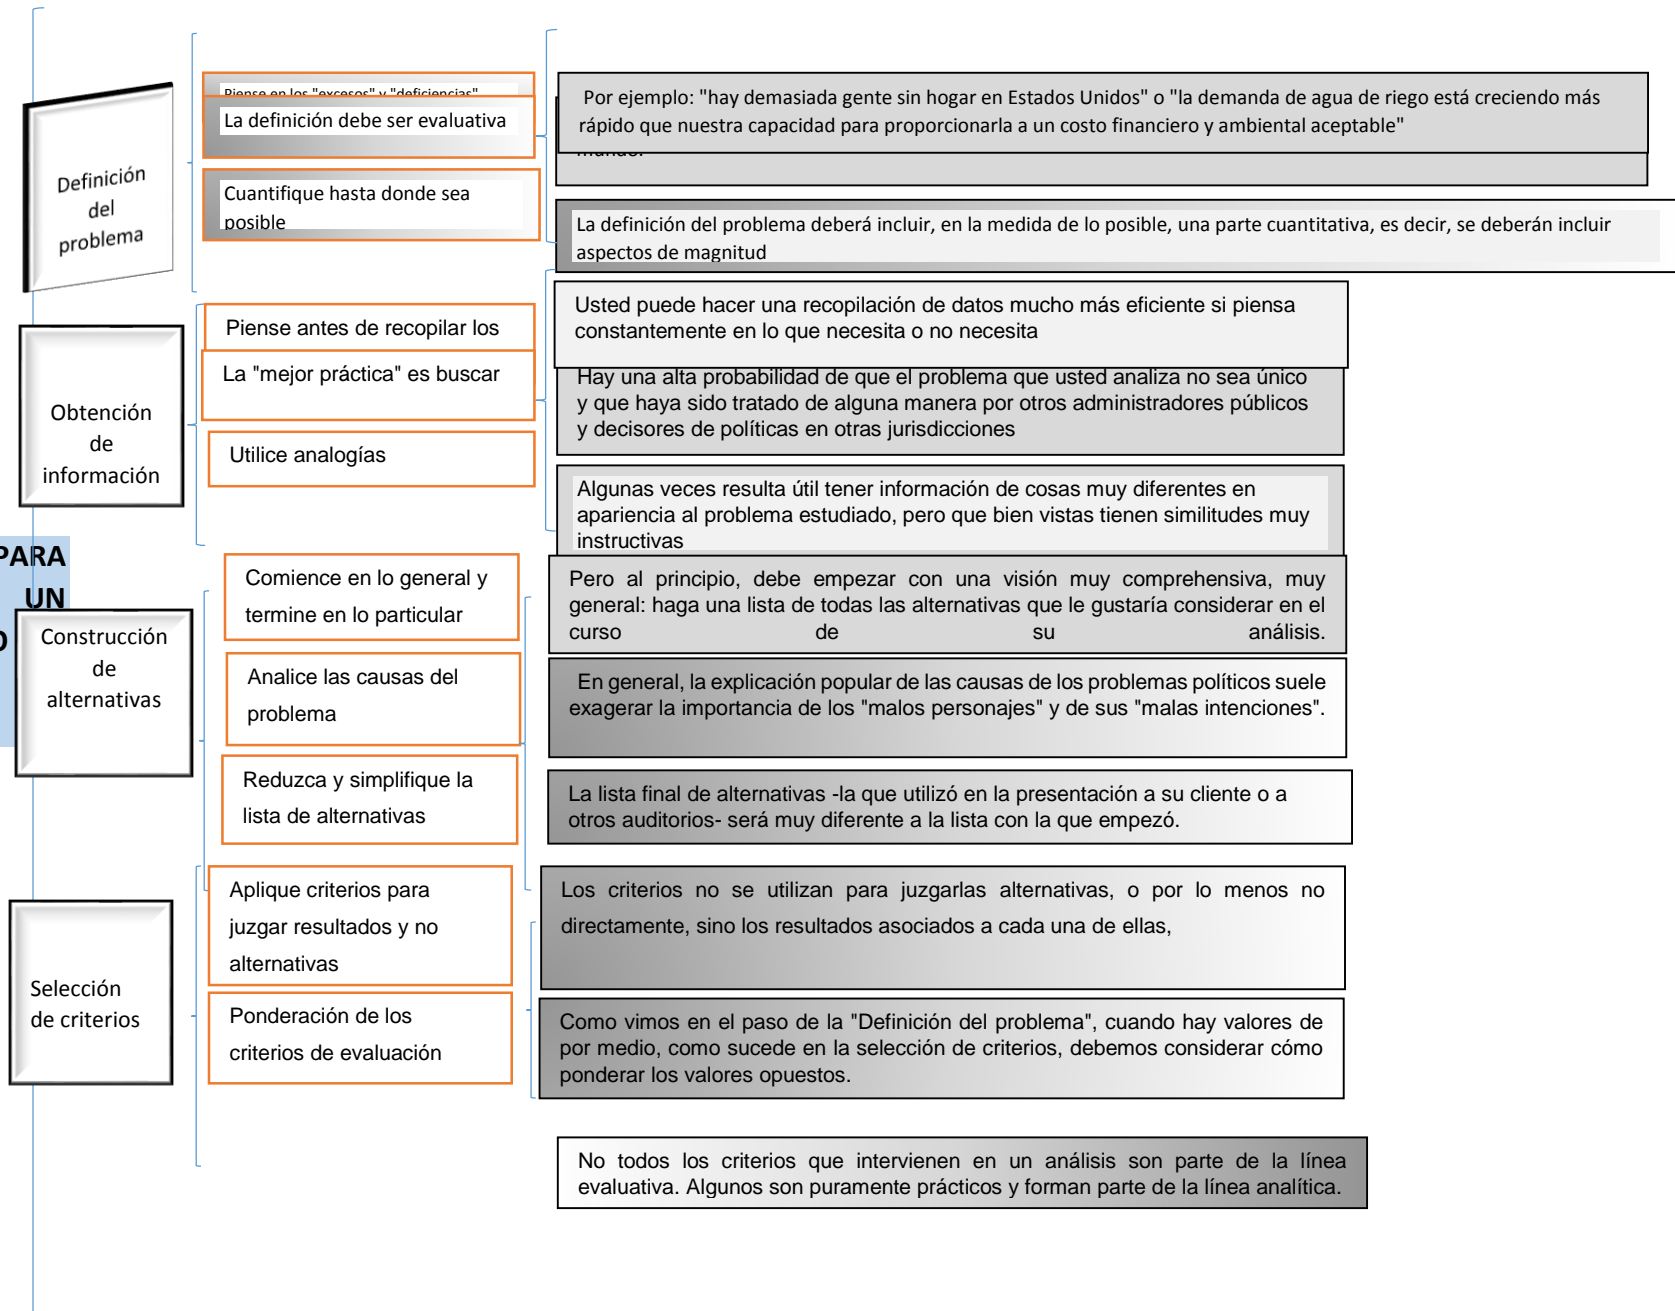 Definición
del
problema
Piense en los "excesos" y "deficiencias"
La definición debe ser evaluativa
Cuantifique hasta donde sea
posible
Por ejemplo: "hay demasiada gente sin hogar en Estados Unidos" o "la demanda de agua de riego está creciendo más
rápido que nuestra capacidad para proporcionarla a un costo financiero y ambiental aceptable"
mundo.
La definición del problema deberá incluir, en la medida de lo posible, una parte cuantitativa, es decir, se deberán incluir
aspectos de magnitud
Obtención
de
información
Piense antes de recopilar los
La "mejor práctica" es buscar
Utilice analogías
Usted puede hacer una recopilación de datos mucho más eficiente si piensa
constantemente en lo que necesita o no necesita
Hay una alta probabilidad de que el problema que usted analiza no sea único
y que haya sido tratado de alguna manera por otros administradores públicos
y decisores de políticas en otras jurisdicciones
Algunas veces resulta útil tener información de cosas muy diferentes en
apariencia al problema estudiado, pero que bien vistas tienen similitudes muy
instructivas
PARA
UN
Construcción
de
alternativas
Comience en lo general y
termine en lo particular
Analice las causas del
problema
Reduzca y simplifique la
lista de alternativas
Pero al principio, debe empezar con una visión muy comprehensiva, muy
general: haga una lista de todas las alternativas que le gustaría considerar en el
curso de su análisis.
En general, la explicación popular de las causas de los problemas políticos suele
exagerar la importancia de los "malos personajes" y de sus "malas intenciones".
La lista final de alternativas -la que utilizó en la presentación a su cliente o a
otros auditorios- será muy diferente a la lista con la que empezó.
Selección
de criterios
Aplique criterios para
juzgar resultados y no
alternativas
Ponderación de los
criterios de evaluación
Los criterios no se utilizan para juzgarlas alternativas, o por lo menos no
directamente, sino los resultados asociados a cada una de ellas,
Como vimos en el paso de la "Definición del problema", cuando hay valores de
por medio, como sucede en la selección de criterios, debemos considerar cómo
ponderar los valores opuestos.
No todos los criterios que intervienen en un análisis son parte de la línea
evaluativa. Algunos son puramente prácticos y forman parte de la línea analítica.